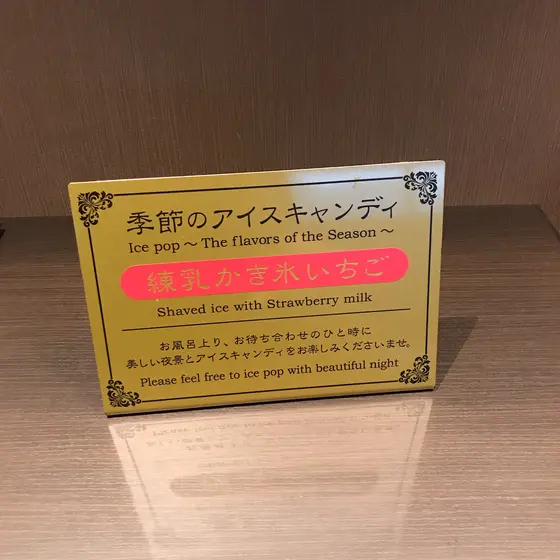 季節のアイスキャンディ
Ice pop ～ The flavors of the Season ～
練乳かき氷いちご
Shaved ice with Strawberry milk
お風呂上り、お待ち合わせのひと時に
美しい夜景とアイスキャンディをお楽しみくださいませ。
Please feel free to ice pop with beautiful night